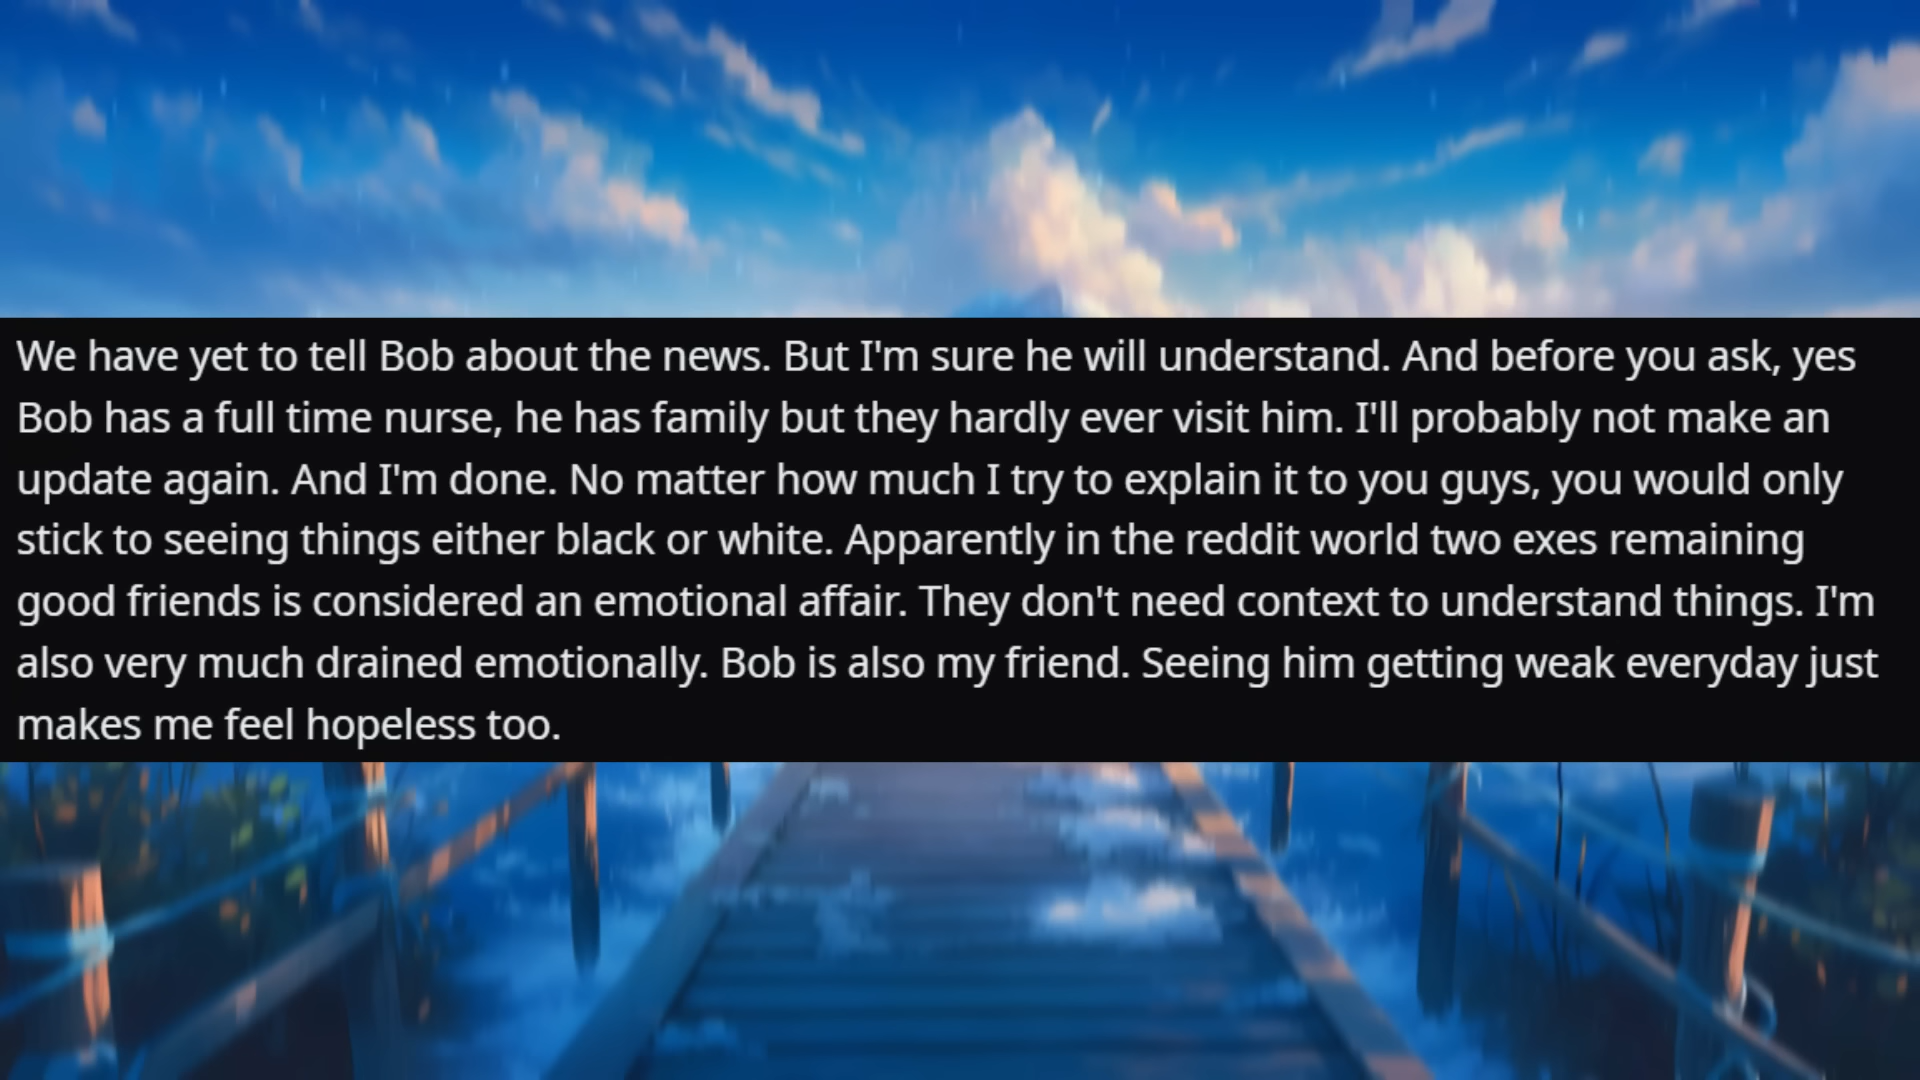 We have yet to tell Bob about the news. But I'm sure he will understand. And before you ask, yes
Bob has a full time nurse, he has family but they hardly ever visit him. I'll probably not make an
update again. And I'm done. No matter how much I try to explain it to you guys, you would only
stick to seeing things either black or white. Apparently in the reddit world two exes remaining
good friends is considered an emotional affair. They don't need context to understand things. I'm
also very much drained emotionally. Bob is also my friend. Seeing him getting weak everyday just
makes me feel hopeless too.